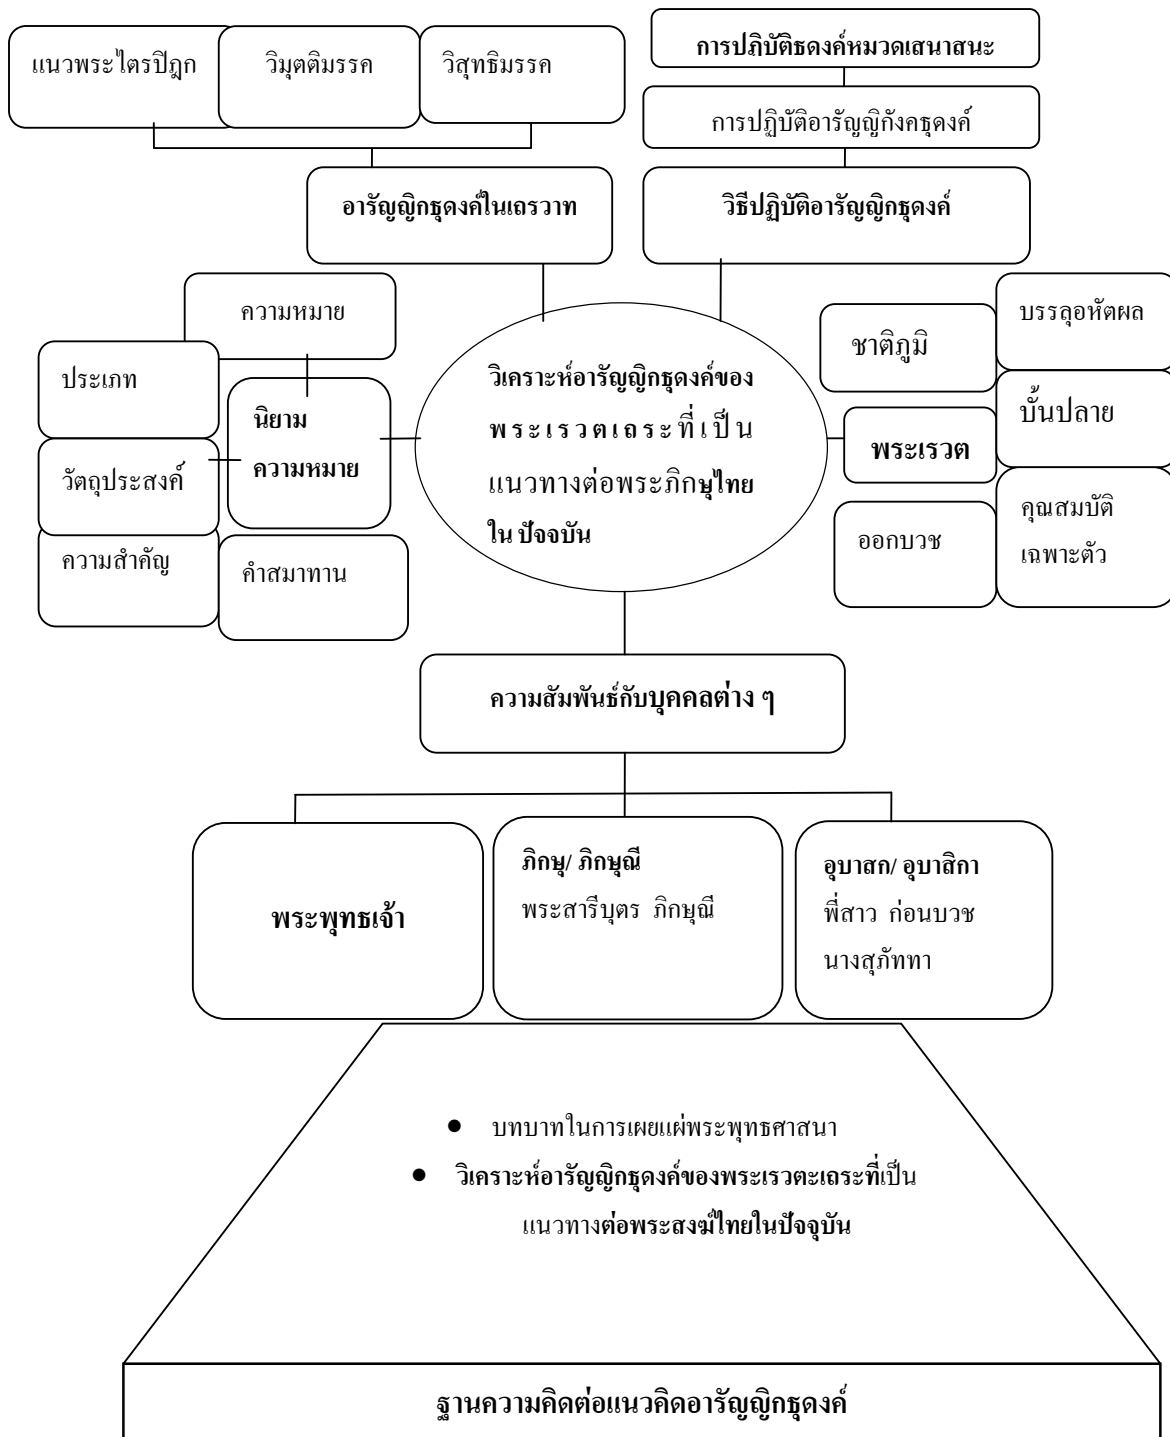 แนวพระไตรปิฎก
วิมุตติมรรค
วิสุทธิมรรค
การปฎิบัติธดงค์หมวดเสนาสนะ
การปฏิบัติอารัญญิกังคธุดงค์
อารัญญิกธุดงค์ในเถรวาท
วิธีปฏิบัติอารัญญิกธุดงค์
ความหมาย
ประเภท
นิยาม
ความหมาย
วัตถุประสงค์
ความสำคัญ
คำสมาทาน
วิเคราะห์อารัญญิกธุดงค์ของ
พระเรวตเถระที่เป็น
แนวทางต่อพระภิกษุไทย
ใน ปัจจบัน
ชาติภูมิ
บรรลุอหัตผล
พระเรวต
บั้นปลาย
ออกบวช
คุณสมบัติ
เฉพาะตัว
ความสัมพันธ์กับบุคคลต่าง ๆ
พระพุทธเจ้า
ภิกษุ/ ภิกษุณี
พระสารีบุตร ภิกษุณี
อุบาสก/ อุบาสิกา
พี่สาว ก่อนบวช
นางสุภัททา
● บทบาทในการเผยแผ่พระพุทธศาสนา
● วิเคราะห์อารัญญิกธุดงค์ของพระเรวตะเถระที่เป็น
แนวทางต่อพระสงฆ์ไทยในปัจจุบัน
ฐานความคิดต่อแนวคิดอารัญญิกธุดงค์